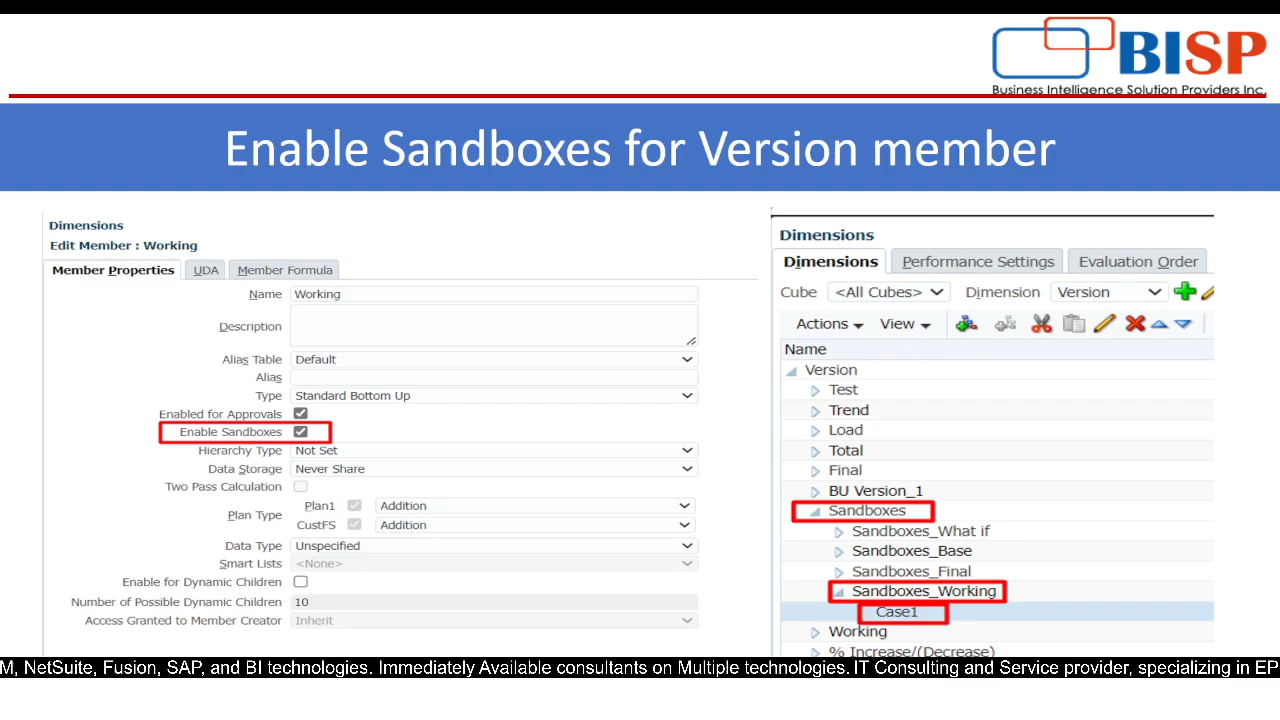 BISP
Business Intelligence Solution Providers Inc.
Enable Sandboxes for Version member
Dimensions
Edit Member : Working
Member Properties UDA Member Formula
Name Working
Description
Alias Table Default
Alias
Type Standard Bottom Up
Enabled for Approvals
Enable Sandboxes
Hierarchy Type Not Set
Data Storage Never Share
Two Pass Calculation
Plan Type
Plan1 Addition
CustFS Addition
Data Type Unspecified
Smart Lists <None>
Enable for Dynamic Children
Number of Possible Dynamic Children 10
Access Granted to Member Creator Inherit
Dimensions
Dimensions Performance Settings Evaluation Order
Cube <All Cubes> Dimension Version
Actions View
Name
Version
Test
Trend
Load
Total
Final
BU Version_1
Sandboxes
Sandboxes_What if
Sandboxes_Base
Sandboxes_Final
Sandboxes_Working
Case1
Working
% Increase/(Decrease)
M, NetSuite, Fusion, SAP, and BI technologies. Immediately Available consultants on Multiple technologies. IT Consulting and Service provider, specializing in EP